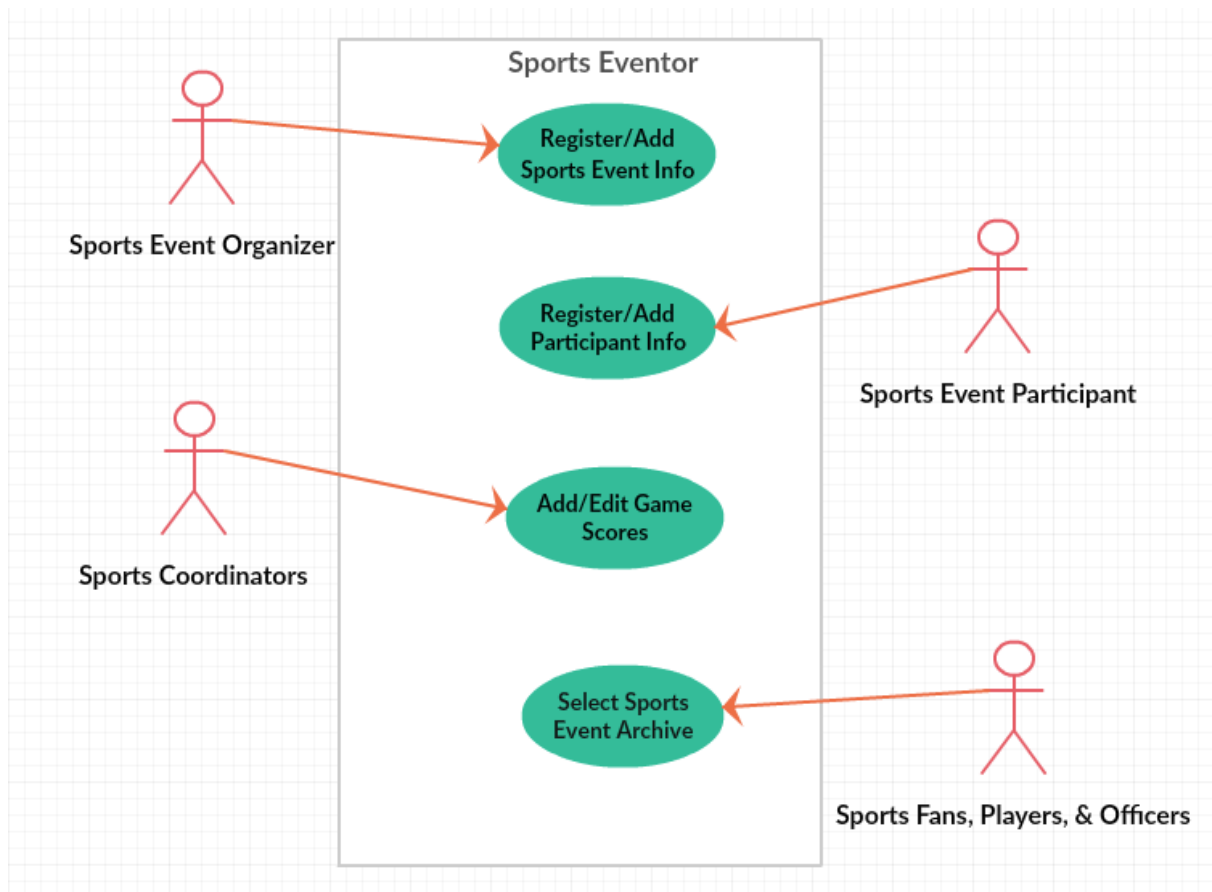 Sports Eventor
Register/Add
Sports Event Info
Sports Event Organizer
Register/Add
Participant Info
Sports Event Participant
Add/Edit Game
Scores
Sports Coordinators
Select Sports
Event Archive
Sports Fans, Players, & Officers